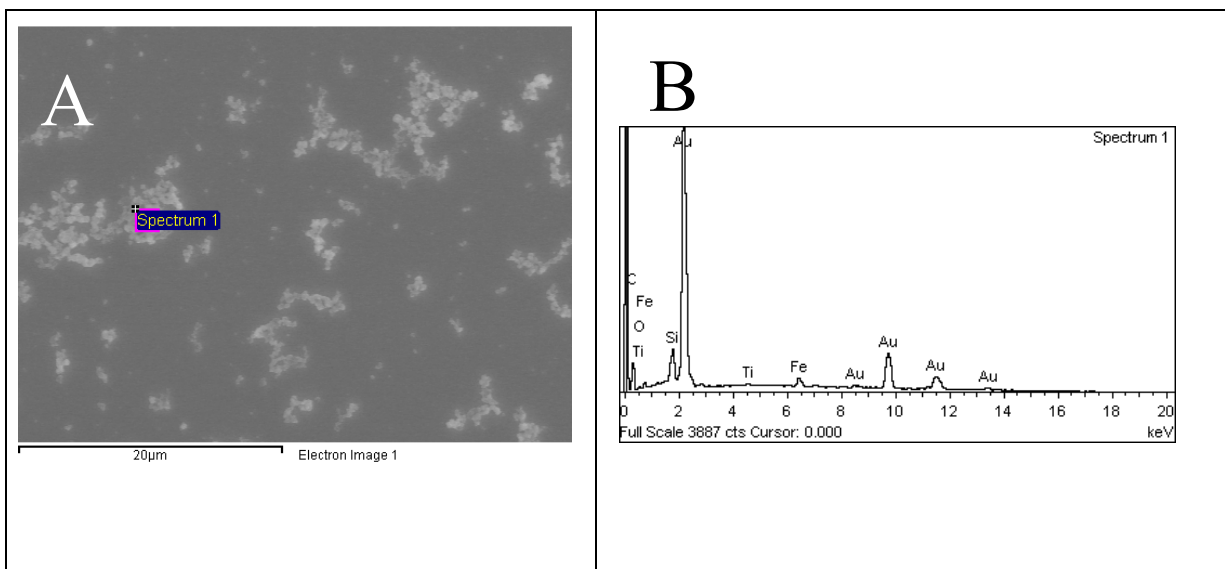 A
Spectrum 1
20µm
Electron Image 1
B
Spectrum 1
Au
C
Fe
O
Ti
Si
Ti
Fe
Au
Au
Au
Au
0 2 4 6 8 10 12 14 16 18 20
Full Scale 3887 cts Cursor: 0.000
keV